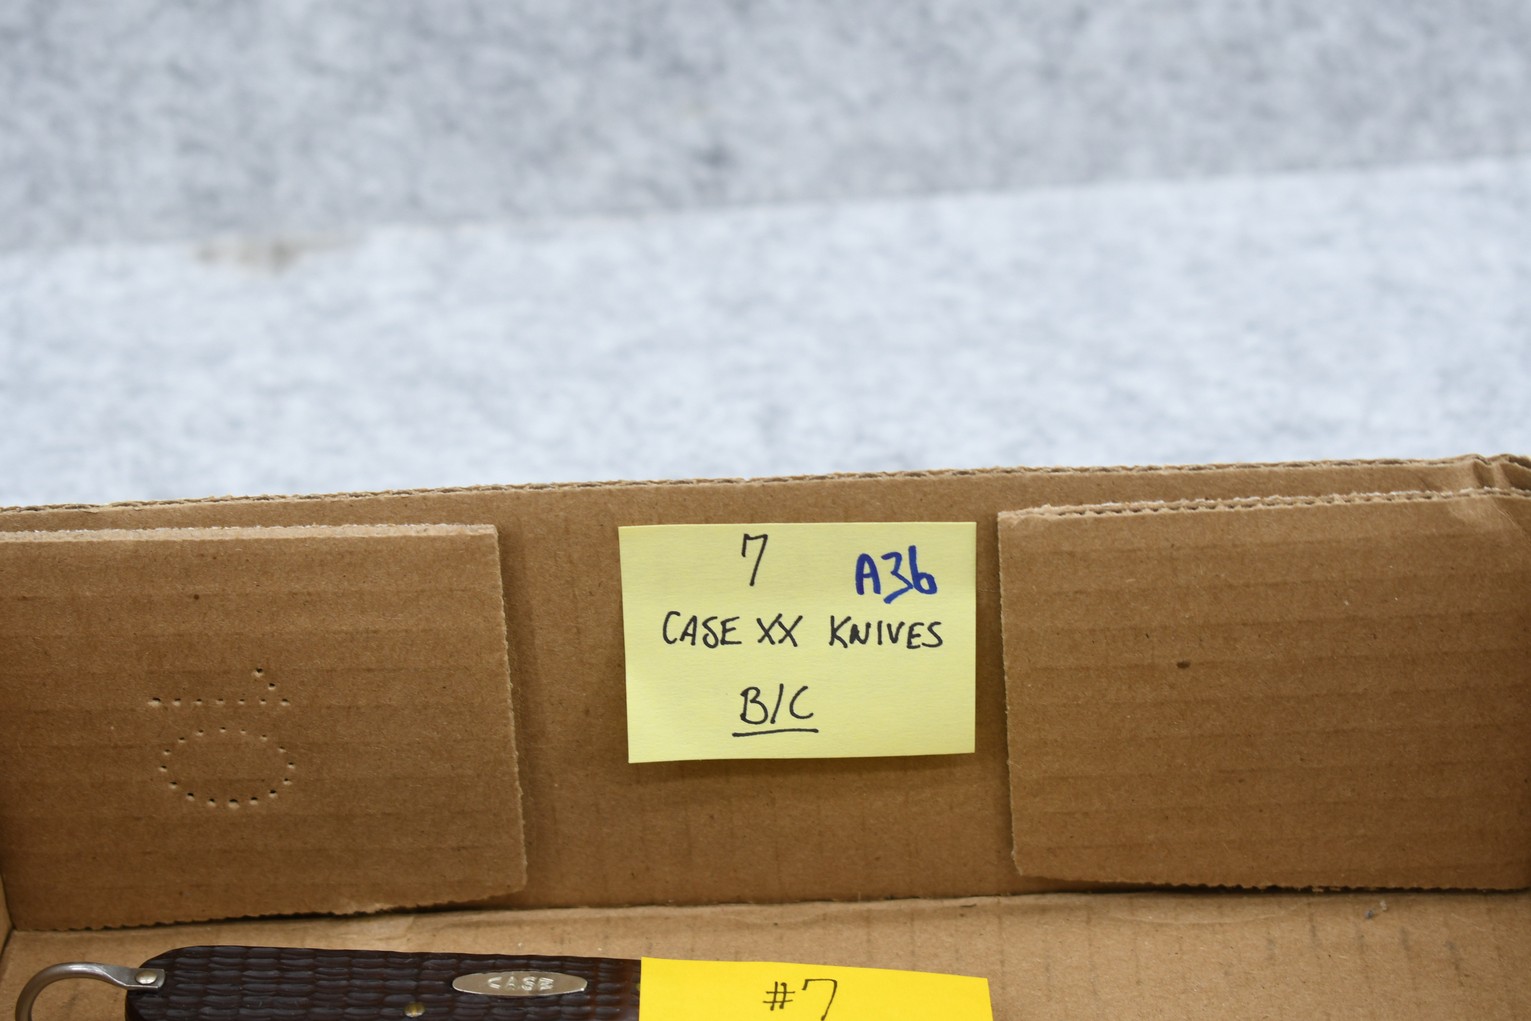 7 A36
CASE XX KNIVES
B/C
CASE
#7